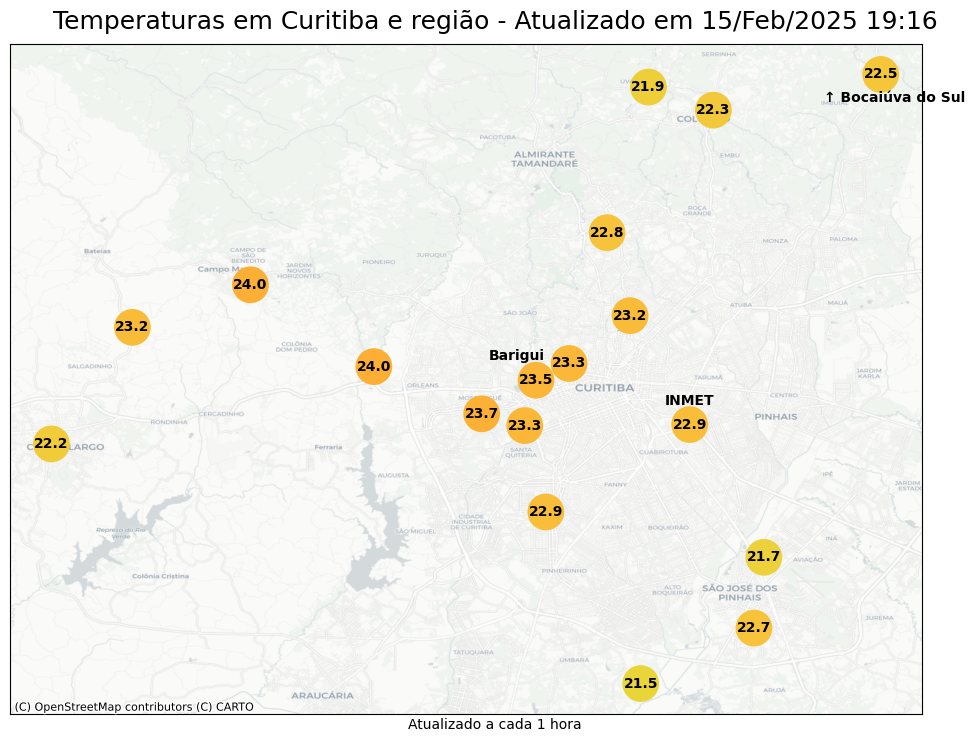 Temperaturas em Curitiba e região - Atualizado em 15/Feb/2025 19:16
SERRINHA
22.5
21.9
↑ Bocaiúva do Sul
22.3
PACOTUBA
ALMIRANTE
TAMANDARÉ
EMBU
ROÇA
GRANDE
22.8
MONZA
PALOMA
Bateias
CAMPO DE
SÃO
BENEDITO
JURUQUI
PIONEIRO
JARDIM
NOVOS
HORIZONTES
24.0
ATUBA
MAUÁ
SÃO JOÃO
23.2
23.2
COLÔNIA
DOM PEDRO
Barigui
23.3
SALGADINHO
24.0
23.5
TARUMÃ
JARDIM
KARLA
ORLEANS
CURITIBA
CENTRO
INMET
CERCADINHO
RONDINHA
23.7
23.3
22.9
PINHAIS
22.2
Ferraria
SANTA
QUITÉRIA
GUABIROTUBA
AUGUSTA
IPÊ
FANNY
JARDIM
ESTADE
22.9
CIDADE
INDUSTRIAL
DE CURITIBA
SÃO MIGUEL
XAXIM
BOQUEIRÃO
Represa do Rio
Verde
INÁ
21.7
AVIAÇÃO
Colônia Cristina
PINHEIRINHO
ALTO
BOQUEIRÃO
SÃO JOSÉ DOS
PINHAIS
JUREMA
22.7
TATUQUARA
UMBARÁ
21.5
ARUJÁ
ARAUCÁRIA
(C) OpenStreetMap contributors (C) CARTO
Atualizado a cada 1 hora